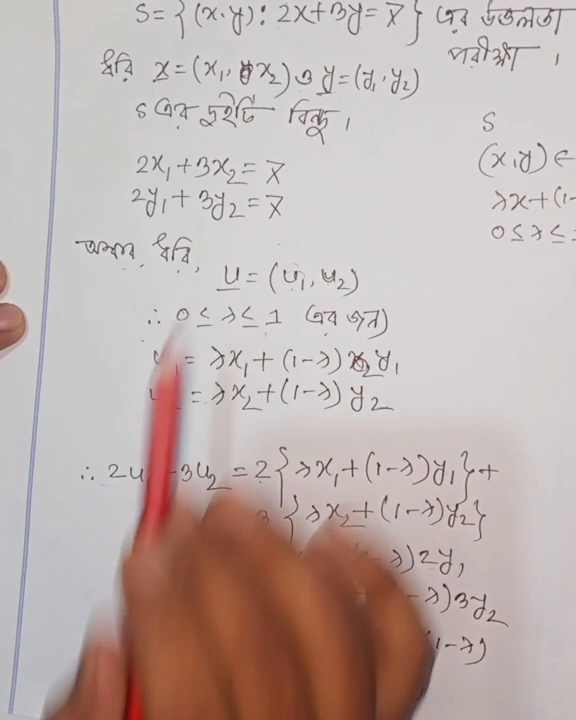 S = {(x.y): 2x+3y=7} এর উত্তলতা
পরীক্ষা ।
ধরি x=(x₁, x₂) ও y=(y₁.y₂)
S এর দুইটি বিন্দু ।
S
(x,y) ∈
2x₁+3x₂=7
λx+(1-
2y₁+3y₂=7
0≤λ≤
ধরি,
u=(u₁,u₂)
∴ 0≤λ≤1 (এর জন্য)
= λx₁+(1-λ)y₁
= λx₂+(1-λ)y₂
∴ 2u 3u₂=2{λx₁+(1-λ)y₁}+
3{λx₂+(1-λ)y₂}
-λ)2y₁
-λ)3y₂
(1-λ)